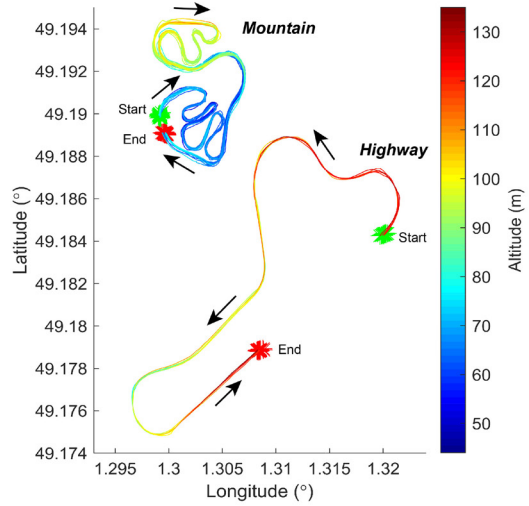 49.194
49.192
49.19
49.188
49.186
49.184
49.182
49.18
49.178
49.176
49.174
Latitude (°)
Mountain
Start
End
Highway
Start
End
1.295
1.3
1.305
1.31
1.315
1.32
Longitude (°)
130
120
110
100
90
80
70
60
50
Altitude (m)